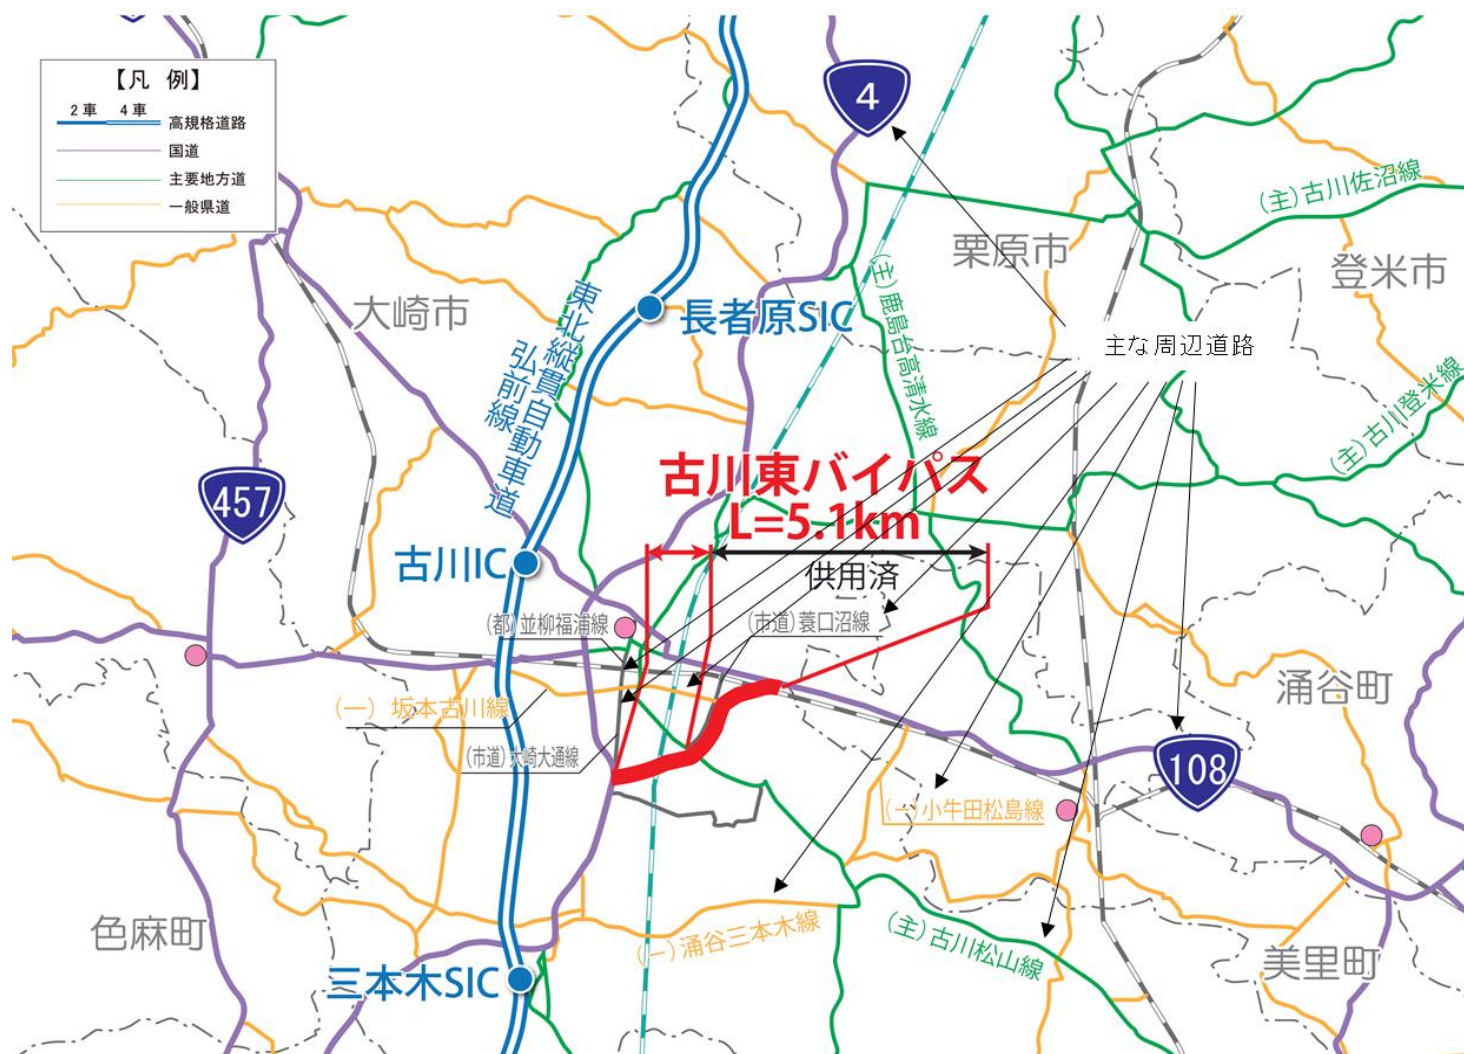 【凡 例】
2車 4車
高規格道路
国道
主要地方道
一般県道
4
(主)古川佐沼線
栗原市
登米市
大崎市
長者原SIC
東北縦貫自動車道
弘前線
(主)鹿島台高清水線
主な周辺道路
(主)古川登米線
457
古川東バイパス
L=5.1km
古川IC
供用済
(都)並柳福浦線
(市道)蓑口沼線
(一)坂本古川線
(市道)大崎大通線
涌谷町
108
(一)小牛田松島線
色麻町
(一)涌谷三本木線
(主)古川松山線
美里町
三本木SIC